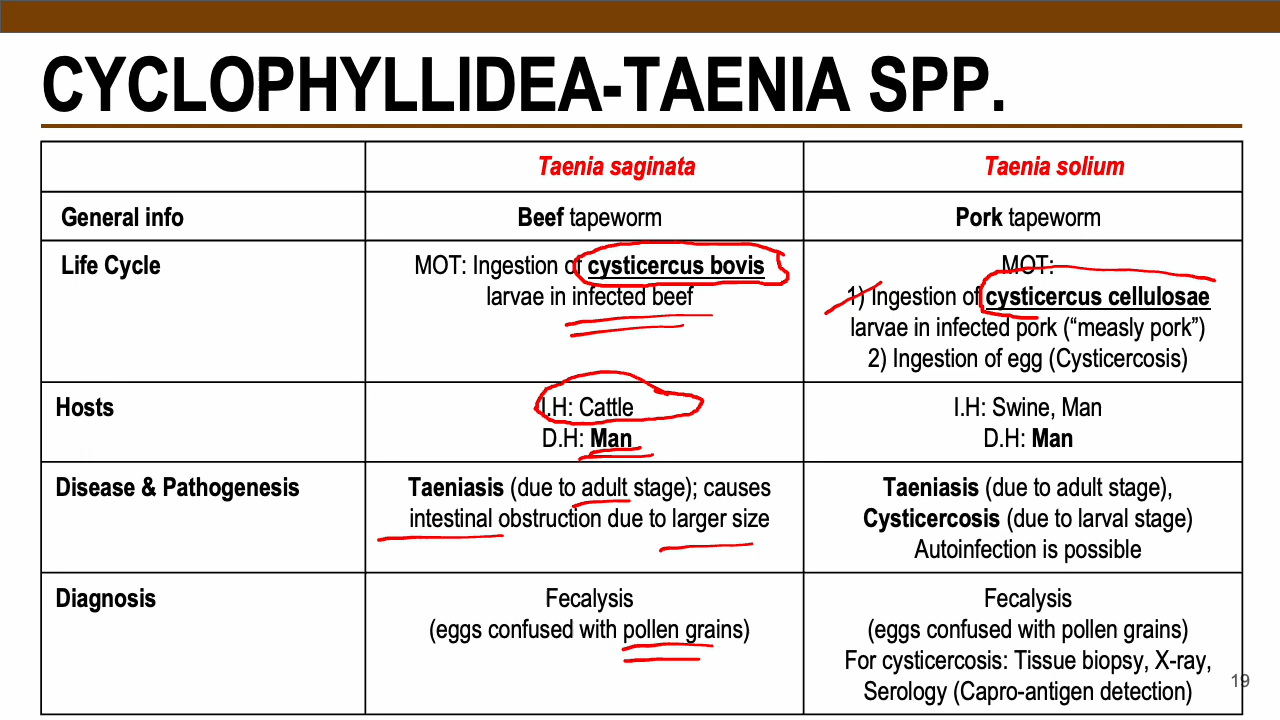 CYCLOPHYLLIDEA-TAENIA SPP.
Taenia saginata
Taenia solium
General info
Beef tapeworm
Pork tapeworm
Life Cycle
MOT: Ingestion of cysticercus bovis
larvae in infected beef
MOT:
1) Ingestion of cysticercus cellulosae
larvae in infected pork (“measly pork”)
2) Ingestion of egg (Cysticercosis)
Hosts
I.H: Cattle
D.H: Man
I.H: Swine, Man
D.H: Man
Disease & Pathogenesis
Taeniasis (due to adult stage); causes
intestinal obstruction due to larger size
Taeniasis (due to adult stage),
Cysticercosis (due to larval stage)
Autoinfection is possible
Diagnosis
Fecalysis
(eggs confused with pollen grains)
Fecalysis
(eggs confused with pollen grains)
For cysticercosis: Tissue biopsy, X-ray,
Serology (Capro-antigen detection)
19